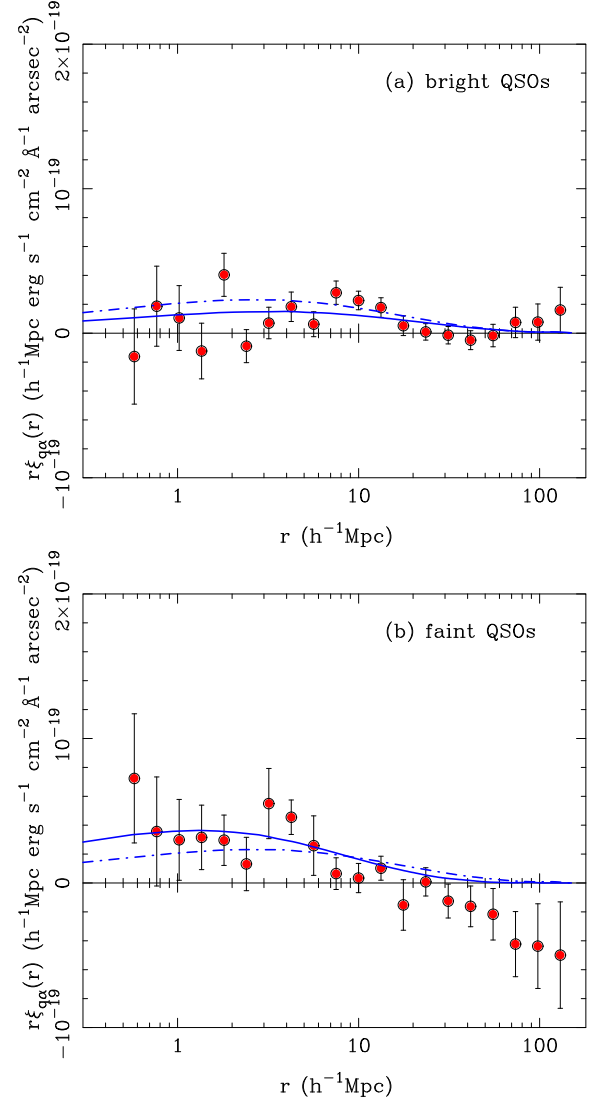 (a) bright QSOs
rξqα(r) (h⁻¹Mpc erg s⁻¹ cm⁻² Å⁻¹ arcsec⁻²)
2×10⁻¹⁹
10⁻¹⁹
0
−10⁻¹⁹
1 10 100
r (h⁻¹Mpc)
(b) faint QSOs
rξqα(r) (h⁻¹Mpc erg s⁻¹ cm⁻² Å⁻¹ arcsec⁻²)
2×10⁻¹⁹
10⁻¹⁹
0
−10⁻¹⁹
1 10 100
r (h⁻¹Mpc)